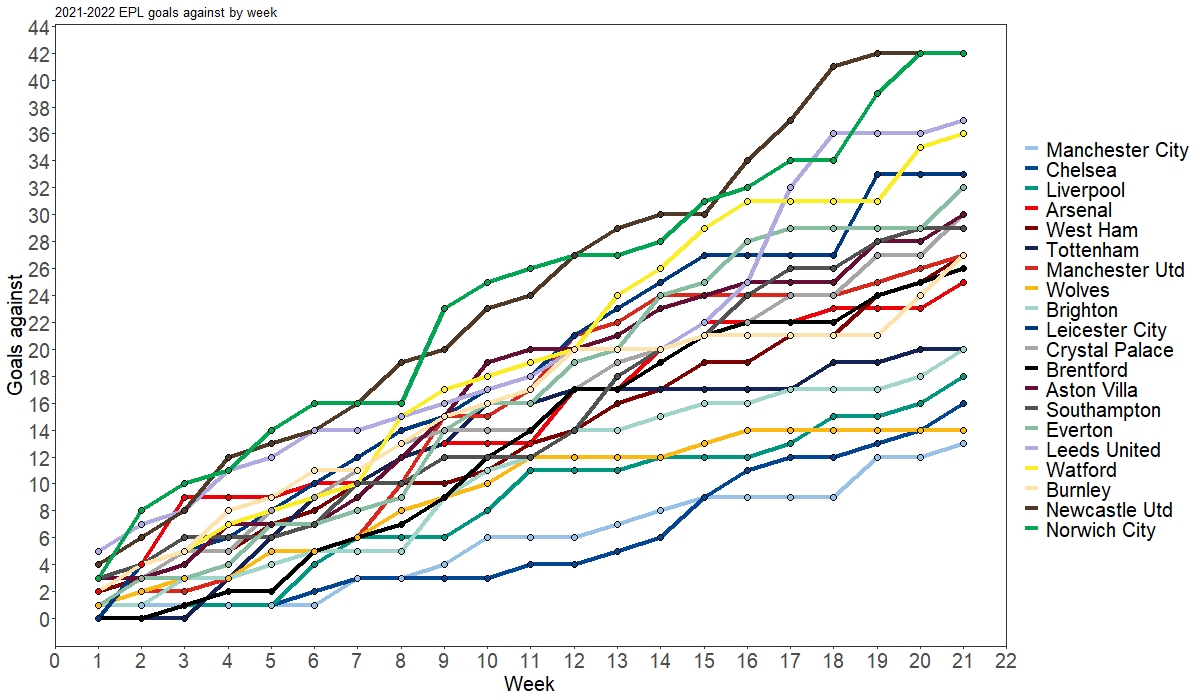 2021-2022 EPL goals against by week
Goals against
44
42
40
38
36
34
32
30
28
26
24
22
20
18
16
14
12
10
8
6
4
2
0
0 1 2 3 4 5 6 7 8 9 10 11 12 13 14 15 16 17 18 19 20 21 22
Week
Manchester City
Chelsea
Liverpool
Arsenal
West Ham
Tottenham
Manchester Utd
Wolves
Brighton
Leicester City
Crystal Palace
Brentford
Aston Villa
Southampton
Everton
Leeds United
Watford
Burnley
Newcastle Utd
Norwich City